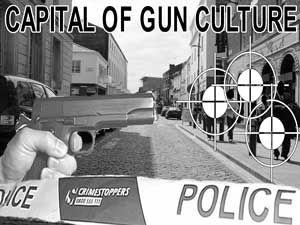 CAPITAL OF GUN CULTURE
CRIMESTOPPERS
0800 555 111
POLICE
POLICE